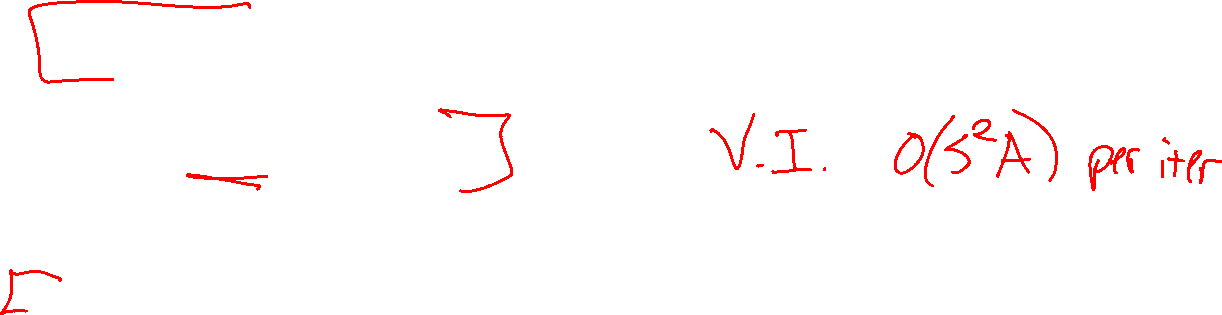 V.I. O(S²A) per iter